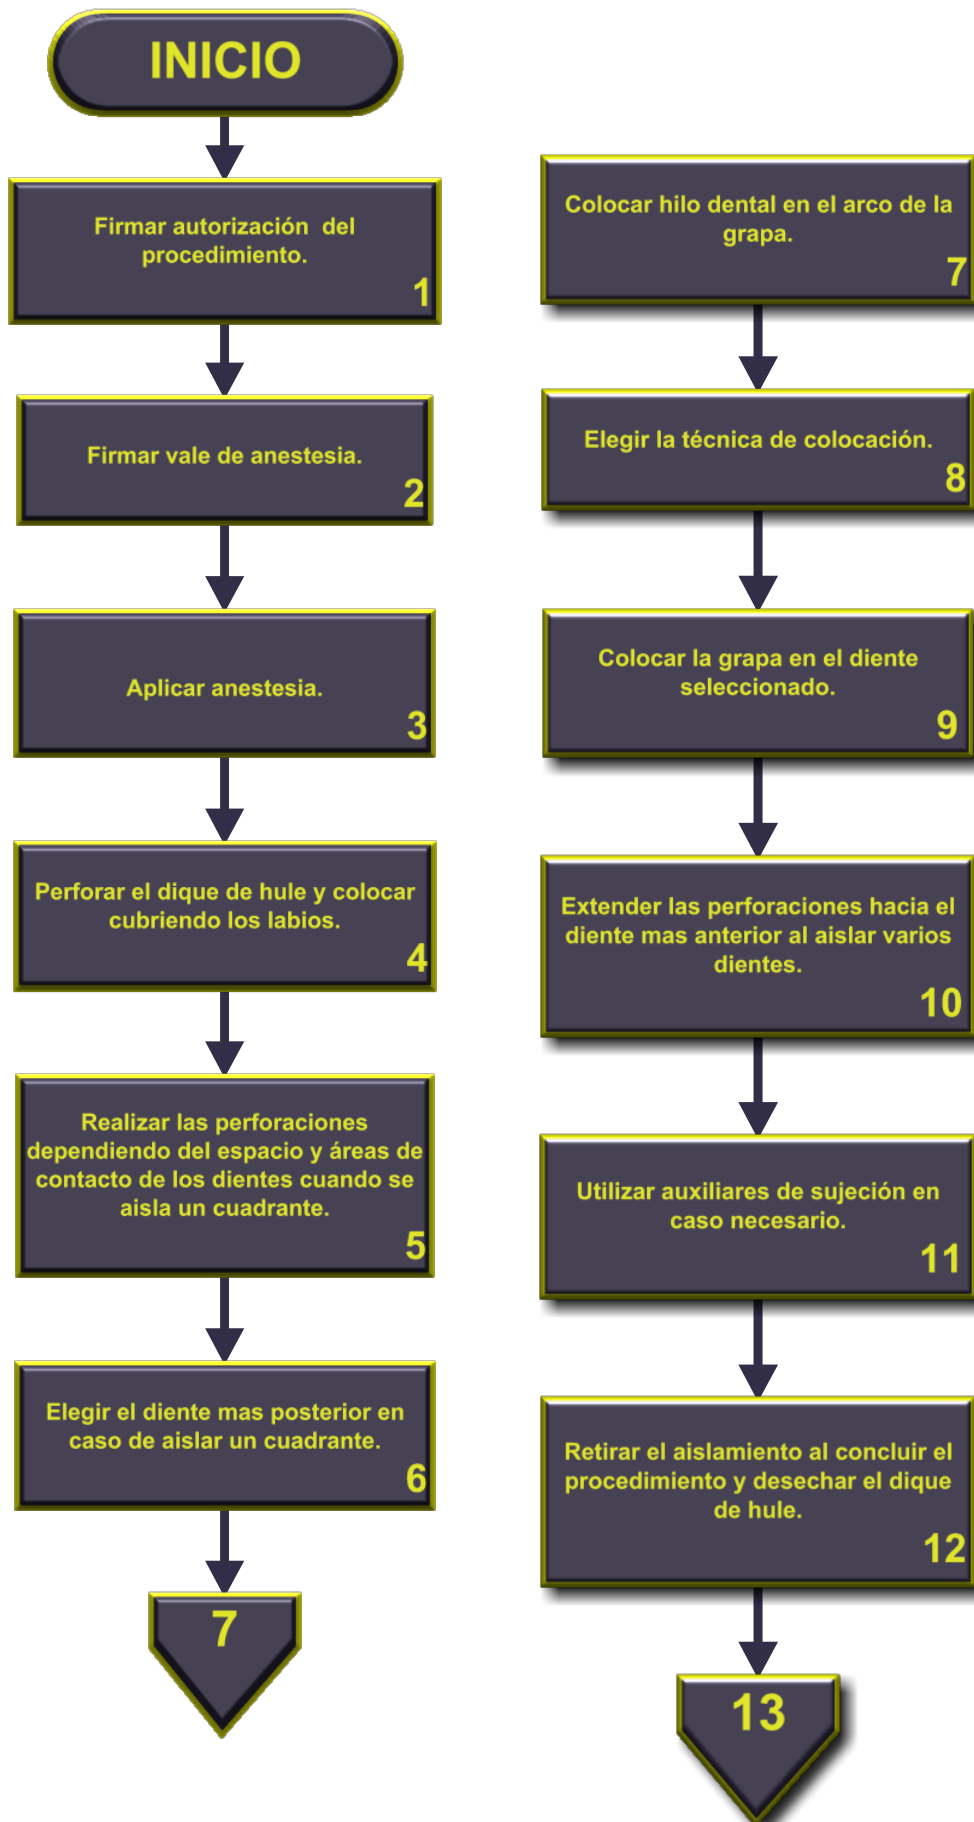 INICIO
Firmar autorización del
procedimiento.
1
Firmar vale de anestesia.
2
Aplicar anestesia.
3
Perforar el dique de hule y colocar
cubriendo los labios.
4
Realizar las perforaciones
dependiendo del espacio y áreas de
contacto de los dientes cuando se
aisla un cuadrante.
5
Elegir el diente mas posterior en
caso de aislar un cuadrante.
6
7
Colocar hilo dental en el arco de la
grapa.
7
Elegir la técnica de colocación.
8
Colocar la grapa en el diente
seleccionado.
9
Extender las perforaciones hacia el
diente mas anterior al aislar varios
dientes.
10
Utilizar auxiliares de sujeción en
caso necesario.
11
Retirar el aislamiento al concluir el
procedimiento y desechar el dique
de hule.
12
13